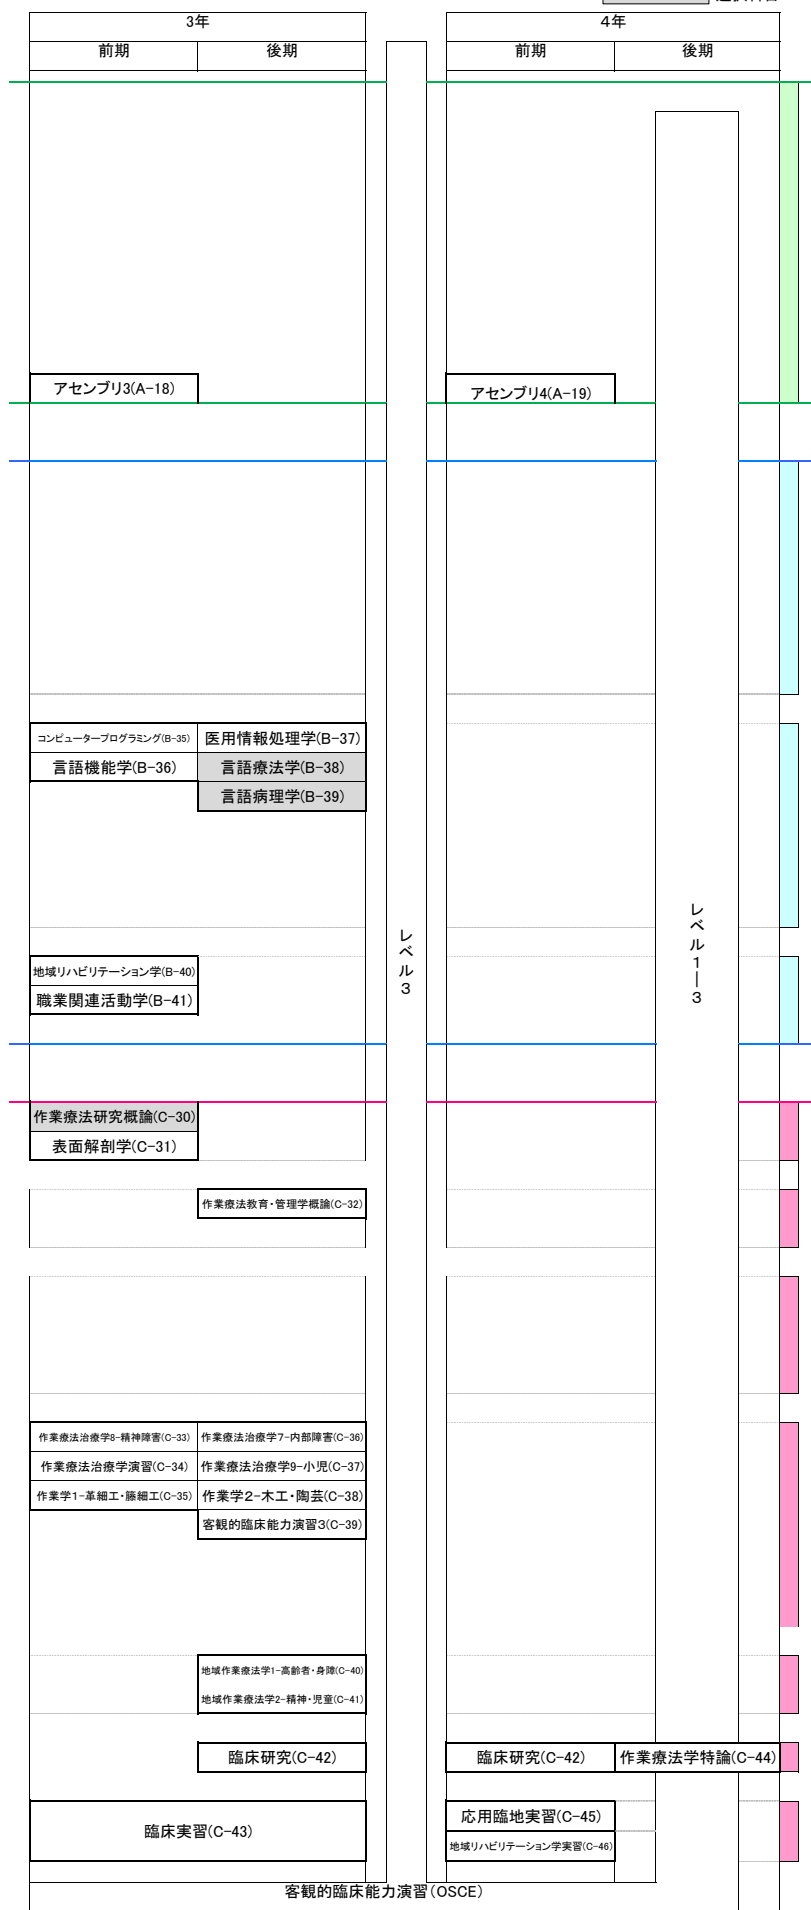 3年
4年
前期
後期
前期
後期
アセンブリ3(A-18)
アセンブリ4(A-19)
コンピュータープログラミング(B-35)
医用情報処理学(B-37)
言語機能学(B-36)
言語療法学(B-38)
言語病理学(B-39)
レベル3
レベル1―3
地域リハビリテーション学(B-40)
職業関連活動学(B-41)
作業療法研究概論(C-30)
表面解剖学(C-31)
作業療法教育・管理学概論(C-32)
作業療法治療学8-精神障害(C-33)
作業療法治療学7-内部障害(C-36)
作業療法治療学演習(C-34)
作業療法治療学9-小児(C-37)
作業学1-革細工・籐細工(C-35)
作業学2-木工・陶芸(C-38)
客観的臨床能力演習3(C-39)
地域作業療法学1-高齢者・身障(C-40)
地域作業療法学2-精神・児童(C-41)
臨床研究(C-42)
臨床研究(C-42)
作業療法学特論(C-44)
臨床実習(C-43)
応用臨地実習(C-45)
地域リハビリテーション学実習(C-46)
客観的臨床能力演習(OSCE)